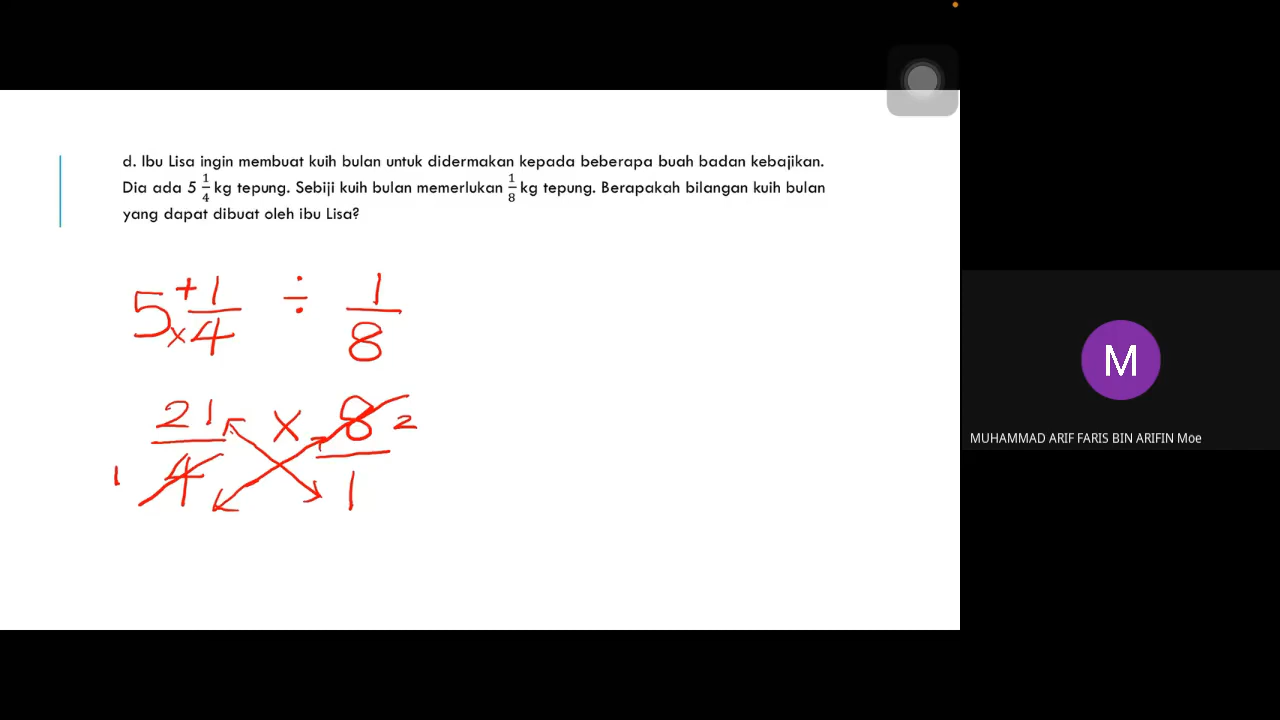 d. Ibu Lisa ingin membuat kuih bulan untuk didermakan kepada beberapa buah badan kebajikan.
Dia ada 5 1/4 kg tepung. Sebiji kuih bulan memerlukan 1/8 kg tepung. Berapakah bilangan kuih bulan
yang dapat dibuat oleh ibu Lisa?
5 + 1 ÷ 1
x 4 8
21 x 8 2
1 4 1
M
MUHAMMAD ARIF FARIS BIN ARIFIN Moe